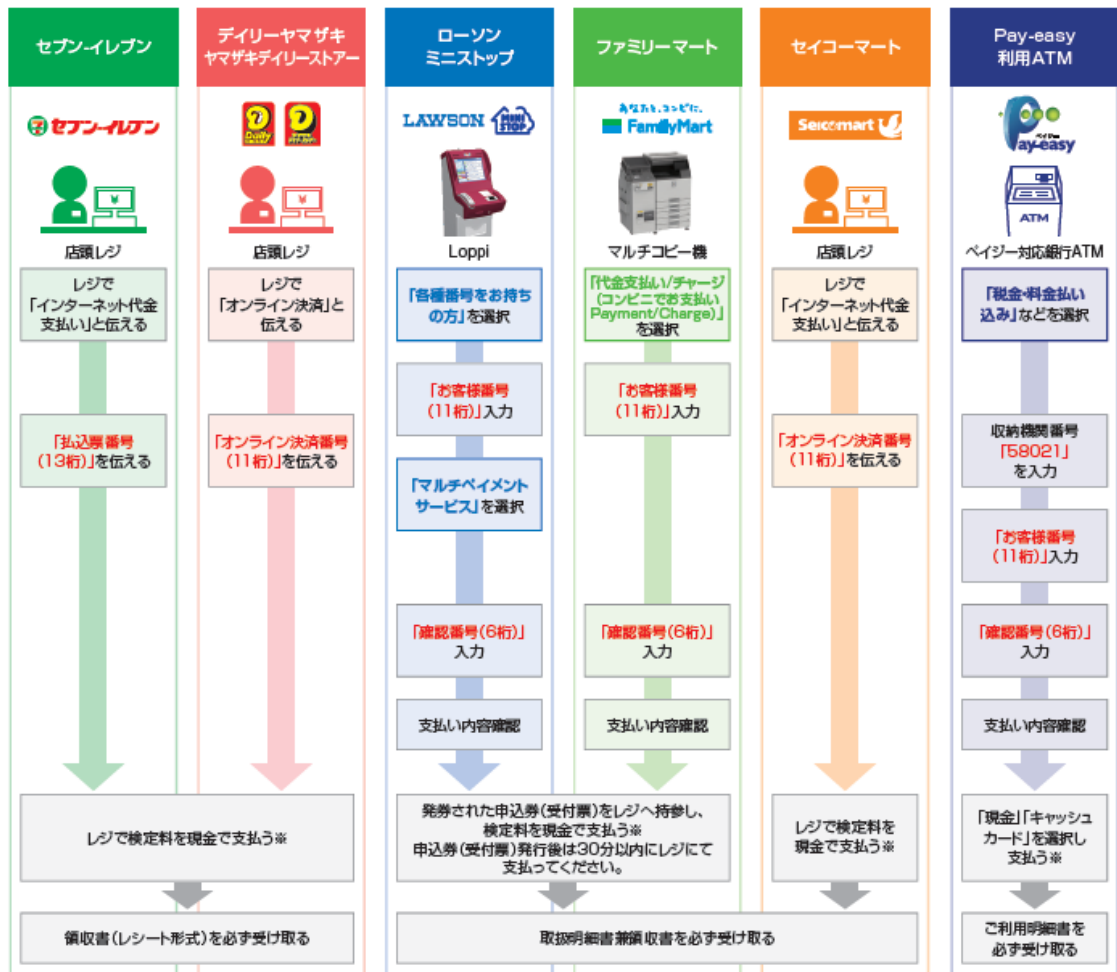 セブン-イレブン
デイリーヤマザキ
ヤマザキデイリーストアー
ローソン
ミニストップ
ファミリーマート
セイコーマート
Pay-easy
利用ATM
セブン-イレブン
Daily
LAWSON
MINI
STOP
あなたと、コンビに、
FamilyMart
Seicomart
ペイジー
Pay-easy
¥
¥
¥
ATM
店頭レジ
店頭レジ
Loppi
マルチコピー機
店頭レジ
ペイジー対応銀行ATM
レジで
「インターネット代金
支払い」と伝える
レジで
「オンライン決済」と
伝える
「各種番号をお持ち
の方」を選択
「代金支払い/チャージ
(コンビニでお支払い
Payment/Charge)」
を選択
レジで
「インターネット代金
支払い」と伝える
「税金・料金払い
込み」などを選択
「お客様番号
(11桁)」入力
「お客様番号
(11桁)」入力
「払込票番号
(13桁)」を伝える
「オンライン決済番号
(11桁)」を伝える
「オンライン決済番号
(11桁)」を伝える
収納機関番号
「58021」
を入力
「マルチペイメント
サービス」を選択
「お客様番号
(11桁)」入力
「確認番号(6桁)」
入力
「確認番号(6桁)」
入力
「確認番号(6桁)」
入力
支払い内容確認
支払い内容確認
支払い内容確認
レジで検定料を現金で支払う※
発券された申込券(受付票)をレジへ持参し、
検定料を現金で支払う※
申込券(受付票)発行後は30分以内にレジにて
支払ってください。
レジで検定料を
現金で支払う※
「現金」「キャッシュ
カード」を選択し
支払う※
領収書(レシート形式)を必ず受け取る
取扱明細書兼領収書を必ず受け取る
ご利用明細書を
必ず受け取る